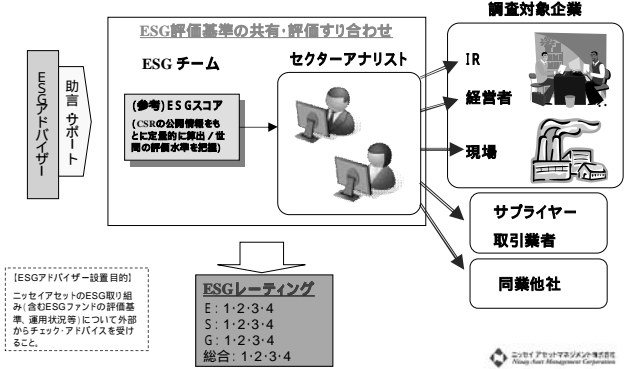 調査対象企業
ESG評価基準の共有・評価すり合わせ
ESGアドバイザー
助言・サポート
ESG チーム
セクターアナリスト
(参考)ESGスコア
(CSRの公開情報をも
とに定量的に算出/世
間の評価水準を把握)
IR
経営者
現場
サプライヤー
取引業者
同業他社
【ESGアドバイザー設置目的】
ニッセイアセットのESG取り組
み(含むESGファンドの評価基
準、運用状況等)について外部
からチェック・アドバイスを受け
ること。
ESGレーティング
E: 1・2・3・4
S: 1・2・3・4
G: 1・2・3・4
総合: 1・2・3・4
ニッセイ アセットマネジメント株式会社
Nissay Asset Management Corporation